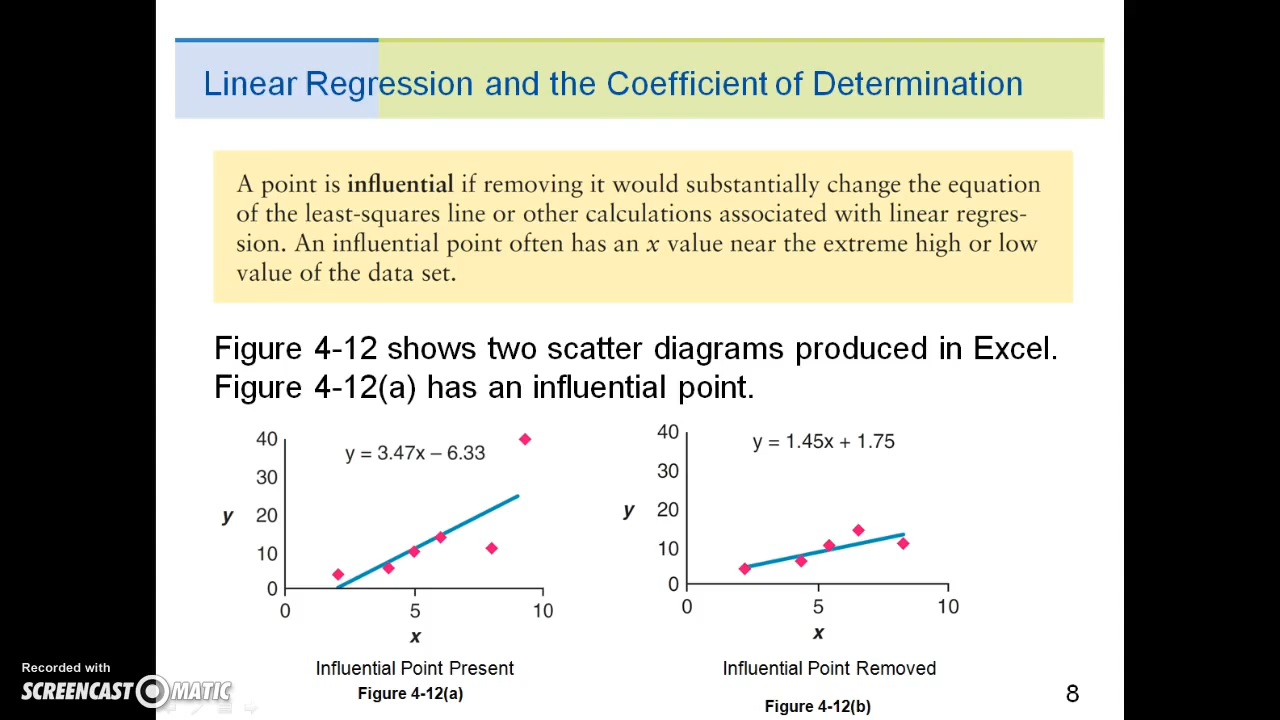 Linear Regression and the Coefficient of Determination
A point is influential if removing it would substantially change the equation
of the least-squares line or other calculations associated with linear regres-
sion. An influential point often has an x value near the extreme high or low
value of the data set.
Figure 4-12 shows two scatter diagrams produced in Excel.
Figure 4-12(a) has an influential point.
40
30
20
10
0
y
y = 3.47x – 6.33
0 5 10
x
Influential Point Present
Figure 4-12(a)
40
30
20
10
0
y
y = 1.45x + 1.75
0 5 10
x
Influential Point Removed
Figure 4-12(b)
8
Recorded with
SCREENCAST O MATIC